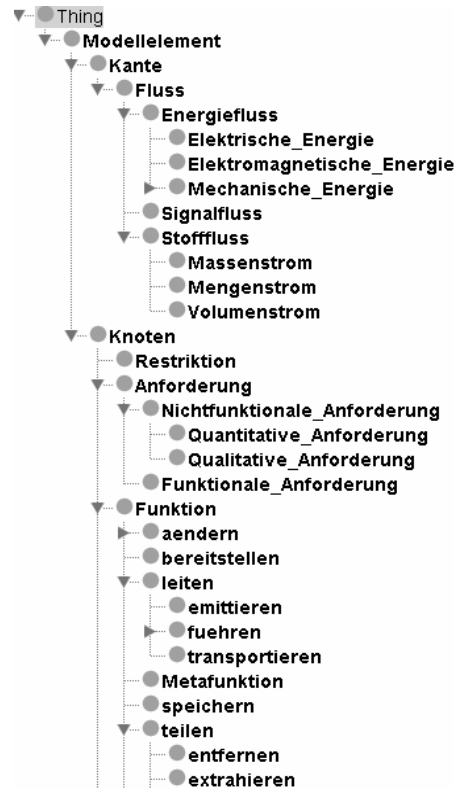 Thing
Modellelement
Kante
Fluss
Energiefluss
Elektrische_Energie
Elektromagnetische_Energie
Mechanische_Energie
Signalfluss
Stofffluss
Massenstrom
Mengenstrom
Volumenstrom
Knoten
Restriktion
Anforderung
Nichtfunktionale_Anforderung
Quantitative_Anforderung
Qualitative_Anforderung
Funktionale_Anforderung
Funktion
aendern
bereitstellen
leiten
emittieren
fuehren
transportieren
Metafunktion
speichern
teilen
entfernen
extrahieren